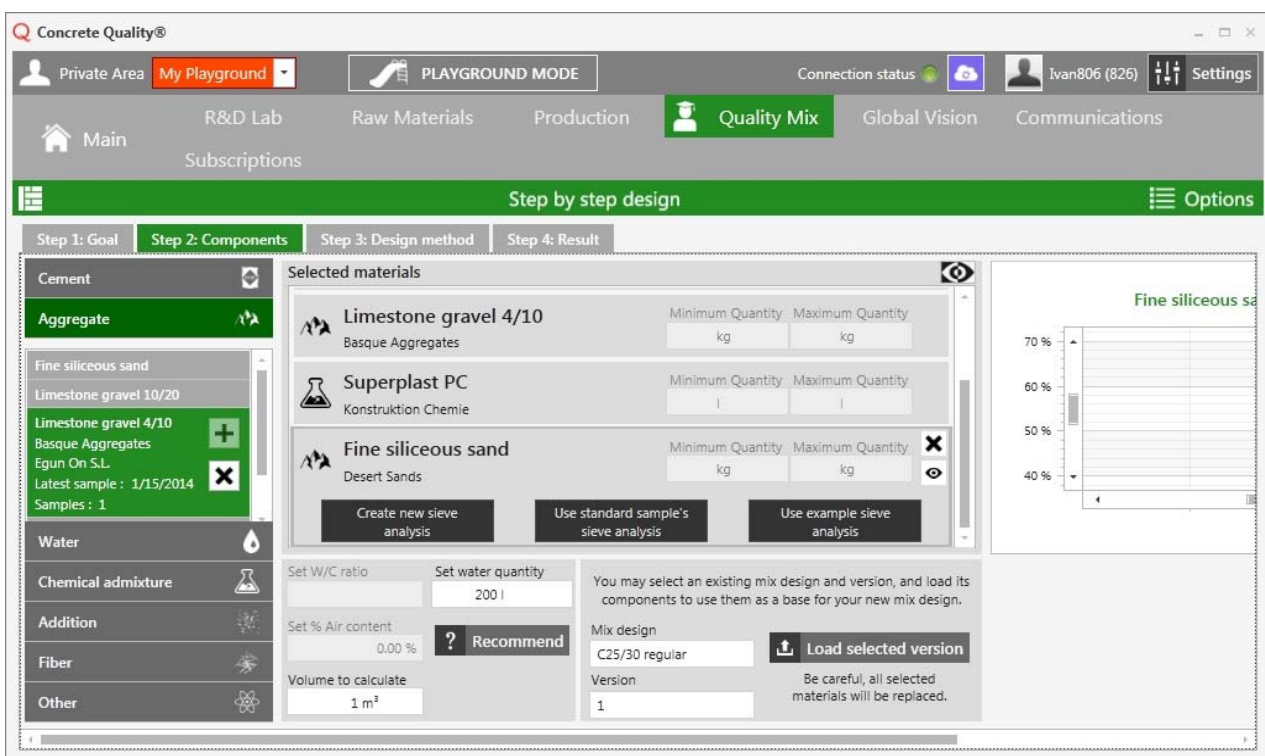 Concrete Quality®
Private Area My Playground PLAYGROUND MODE Connection status Ivan806 (826) Settings
Main R&D Lab Raw Materials Production Quality Mix Global Vision Communications
Subscriptions
Step by step design Options
Step 1: Goal Step 2: Components Step 3: Design method Step 4: Result
Cement
Aggregate
Fine siliceous sand
Limestone gravel 10/20
Limestone gravel 4/10
Basque Aggregates
Egun On S.L.
Latest sample : 1/15/2014
Samples : 1
Water
Chemical admixture
Addition
Fiber
Other
Selected materials
Limestone gravel 4/10 Minimum Quantity Maximum Quantity
Basque Aggregates kg kg
Superplast PC Minimum Quantity Maximum Quantity
Konstruktion Chemie l l
Fine siliceous sand Minimum Quantity Maximum Quantity
Desert Sands kg kg
Create new sieve
analysis
Use standard sample's
sieve analysis
Use example sieve
analysis
Set W/C ratio Set water quantity
200 l
Set % Air content
0.00 % ? Recommend
Volume to calculate
1 m³
You may select an existing mix design and version, and load its
components to use them as a base for your new mix design.
Mix design
C25/30 regular
Version
1
Load selected version
Be careful, all selected
materials will be replaced.
Fine siliceous sa
70 %
60 %
50 %
40 %